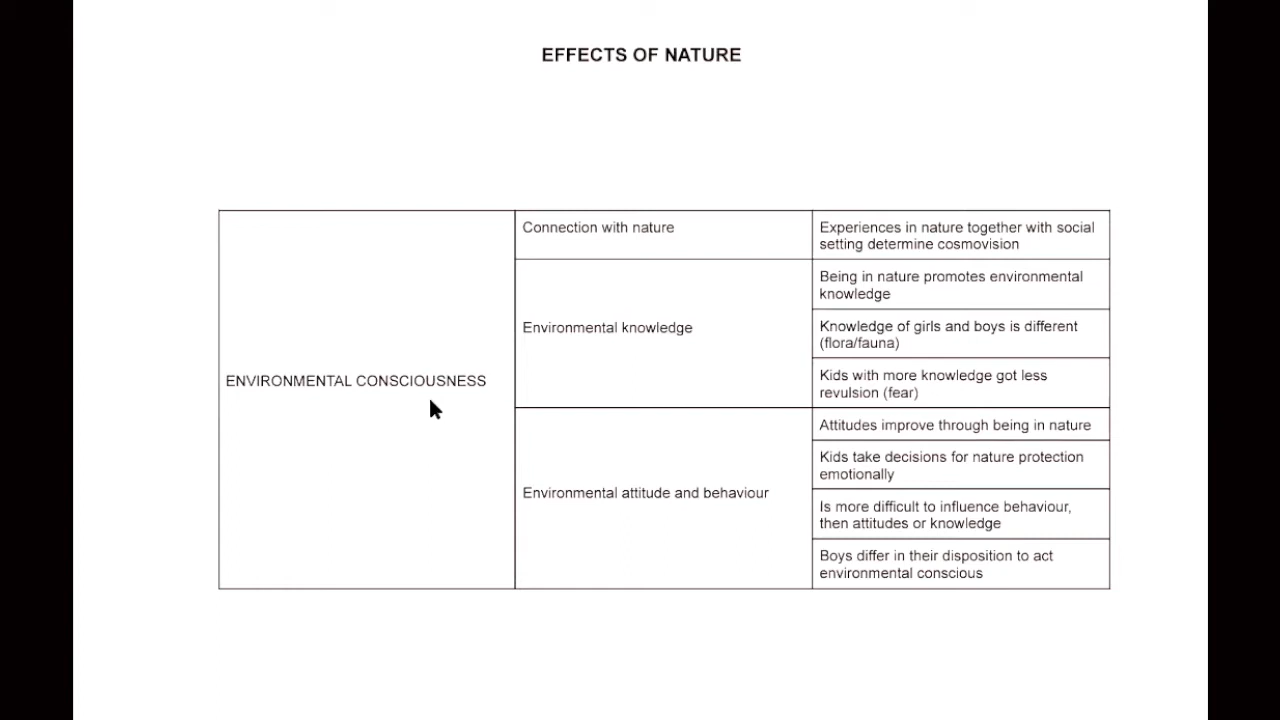 EFFECTS OF NATURE
ENVIRONMENTAL CONSCIOUSNESS
Connection with nature
Experiences in nature together with social
setting determine cosmovision
Environmental knowledge
Being in nature promotes environmental
knowledge
Knowledge of girls and boys is different
(flora/fauna)
Kids with more knowledge got less
revulsion (fear)
Environmental attitude and behaviour
Attitudes improve through being in nature
Kids take decisions for nature protection
emotionally
Is more difficult to influence behaviour,
then attitudes or knowledge
Boys differ in their disposition to act
environmental conscious